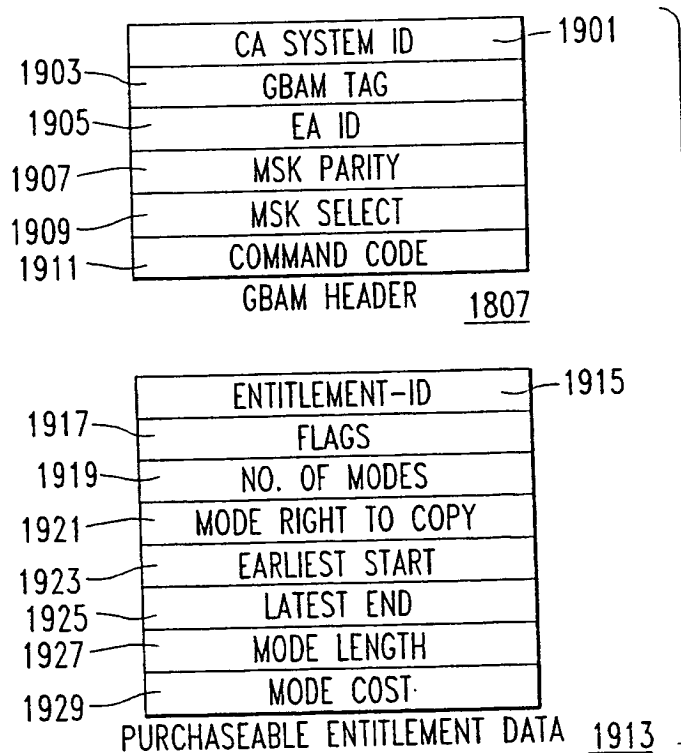 CA SYSTEM ID 1901
1903 GBAM TAG
1905 EA ID
1907 MSK PARITY
1909 MSK SELECT
1911 COMMAND CODE
GBAM HEADER 1807
ENTITLEMENT-ID 1915
1917 FLAGS
1919 NO. OF MODES
1921 MODE RIGHT TO COPY
1923 EARLIEST START
1925 LATEST END
1927 MODE LENGTH
1929 MODE COST
PURCHASEABLE ENTITLEMENT DATA 1913